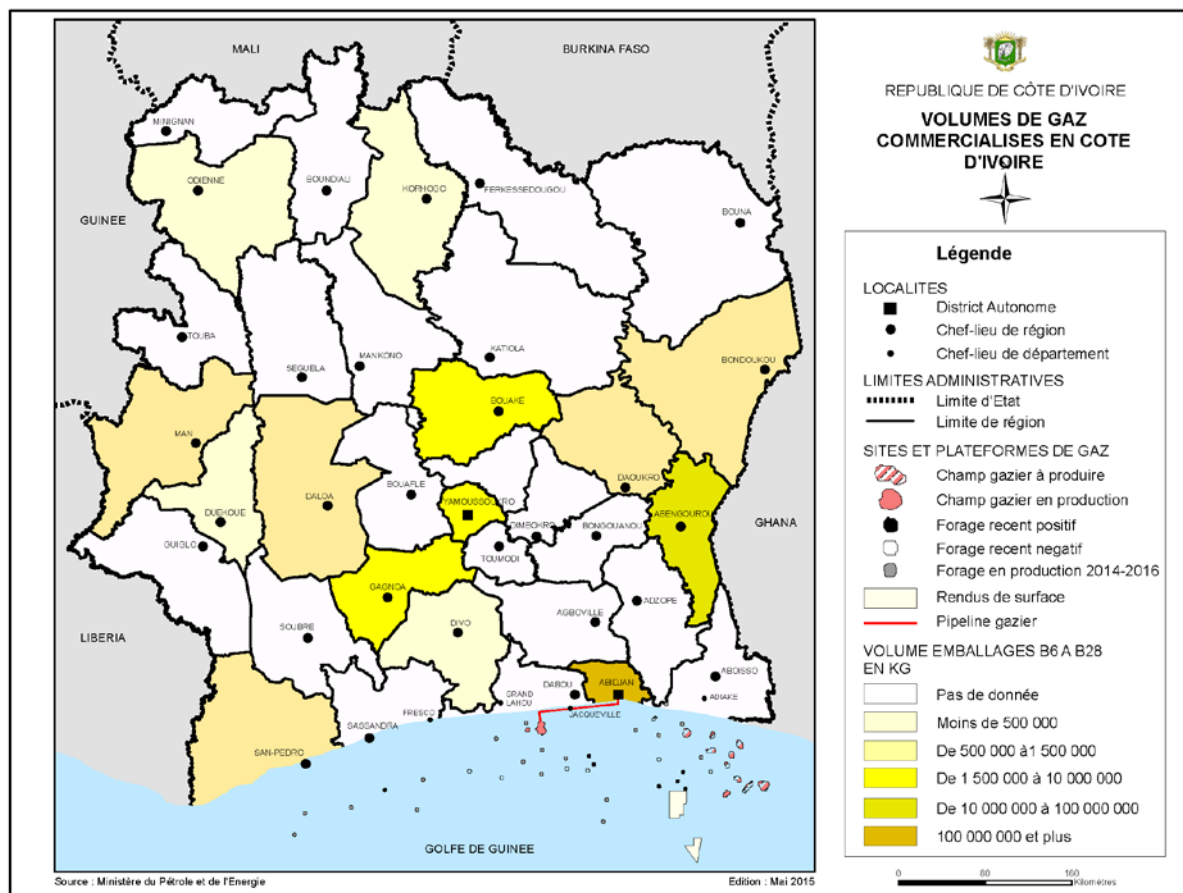 MALI
BURKINA FASO
MINIGNAN
ODIENNE
BOUNDIALI
KORHOGO
FERKESSEDOUGOU
BOUNA
GUINEE
TOUBA
SEGUELA
MANKONO
KATIOLA
BONDOUKOU
BOUAKE
MAN
DALOA
BOUAFLE
YAMOUSSOUKRO
DAOUKRO
DUEKOUE
DIMBOKRO
BONGOUANOU
ABENGOUROU
GHANA
GUIGLO
TOUMODI
GAGNOA
ADZOPE
AGBOVILLE
LIBERIA
SOUBRE
DIVO
ABOISSO
DABOU
ABIDJAN
ADIAKE
GRAND
LAHOU
JACQUEVILLE
FRESCO
SASSANDRA
SAN-PEDRO
GOLFE DE GUINEE
Source : Ministère du Pétrole et de l'Energie
Edition : Mai 2015
REPUBLIQUE DE CÔTE D'IVOIRE
VOLUMES DE GAZ
COMMERCIALISES EN COTE
D'IVOIRE
Légende
LOCALITES
District Autonome
Chef-lieu de région
Chef-lieu de département
LIMITES ADMINISTRATIVES
Limite d'Etat
Limite de région
SITES ET PLATEFORMES DE GAZ
Champ gazier à produire
Champ gazier en production
Forage recent positif
Forage recent negatif
Forage en production 2014-2016
Rendus de surface
Pipeline gazier
VOLUME EMBALLAGES B6 A B28
EN KG
Pas de donnée
Moins de 500 000
De 500 000 à1 500 000
De 1 500 000 à 10 000 000
De 10 000 000 à 100 000 000
100 000 000 et plus
0 80 160
Kilomètres